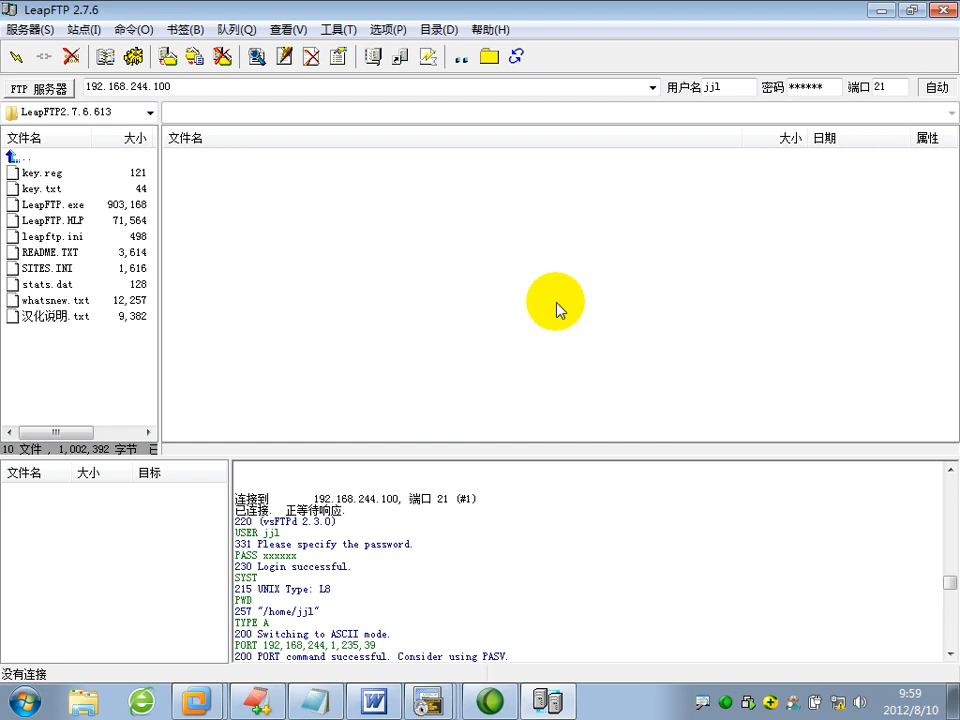 LeapFTP 2.7.6
服务器(S) 站点(I) 命令(O) 书签(B) 队列(Q) 查看(V) 工具(T) 选项(P) 目录(D) 帮助(H)
FTP 服务器 192.168.244.100 用户名 jjl 密码 ****** 端口 21 自动
LeapFTP2.7.6.613
文件名 大小 文件名 大小 日期 属性
..
key.reg 121
key.txt 44
LeapFTP.exe 903,168
LeapFTP.HLP 71,564
leapftp.ini 498
README.TXT 3,614
SITES.INI 1,616
stats.dat 128
whatsnew.txt 12,257
汉化说明.txt 9,382
10 文件 , 1,002,392 字节
文件名 大小 目标
连接到 192.168.244.100, 端口 21 (#1)
已连接. 正等待响应.
220 (vsFTPd 2.3.0)
USER jjl
331 Please specify the password.
PASS xxxxxx
230 Login successful.
SYST
215 UNIX Type: L8
PWD
257 "/home/jjl"
TYPE A
200 Switching to ASCII mode.
PORT 192,168,244,1,235,39
200 PORT command successful. Consider using PASV.
没有连接
9:59
2012/8/10